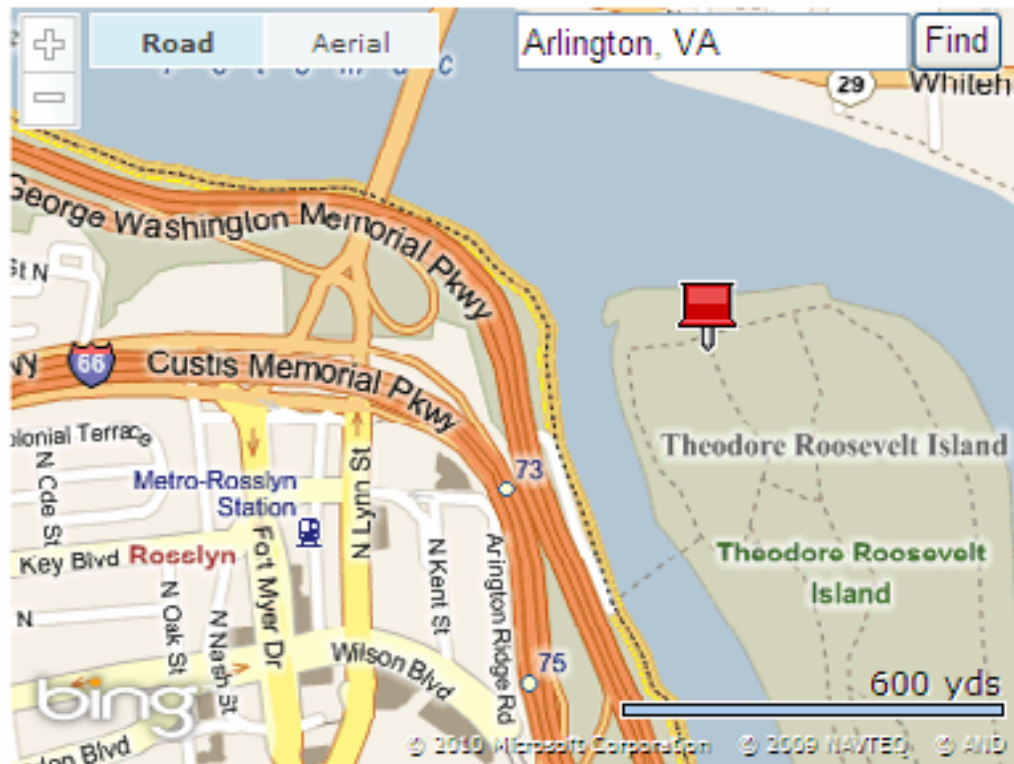 Road
Aerial
Arlington, VA
Find
P o t o m a c
29
Whiteh
George Washington Memorial Pkwy
St N
66
Custis Memorial Pkwy
olonial Terrace
N Cde St
Metro-Rosslyn
Station
N Lynn St
73
Theodore Roosevelt Island
Key Blvd
Rosslyn
Fort Myer Dr
N Kent St
Arington Ridge Rd
Theodore Roosevelt
Island
N Oak St
N Nash St
N
Wilson Blvd
75
600 yds
bing
Blvd
© 2010 Microsoft Corporation © 2009 NAVTEQ © AND